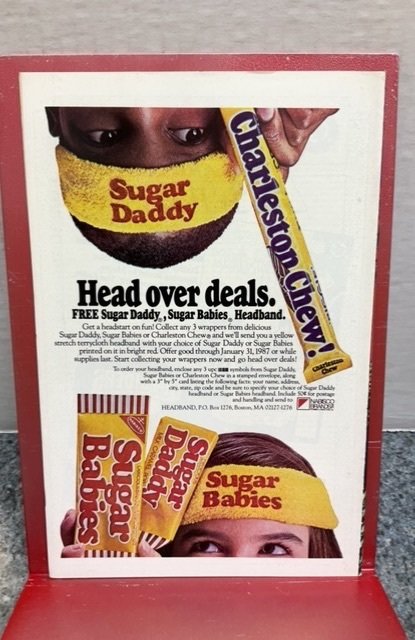 Sugar
Daddy
Charleston Chew!
Charleston
Chew
Head over deals.
FREE Sugar Daddy®, Sugar Babies® Headband.
Get a headstart on fun! Collect any 3 wrappers from delicious
Sugar Daddy, Sugar Babies or Charleston Chew® and we'll send you a yellow
stretch terrycloth headband with your choice of Sugar Daddy or Sugar Babies
printed on it in bright red. Offer good through January 31, 1987 or while
supplies last. Start collecting your wrappers now and go head over deals!
To order your headband, enclose any 3 upc symbols from Sugar Daddy,
Sugar Babies or Charleston Chew in a stamped envelope, along
with a 3" by 5" card listing the following facts: your name, address,
city, state, zip code and be sure to specify your choice of Sugar Daddy
headband or Sugar Babies headband. Include 50¢ for postage
and handling and send to
HEADBAND, P.O. Box 1276, Boston, MA 02277-1276
NABISCO
BRANDS
Sugar
Babies
Sugar
Daddy
Sugar
Babies